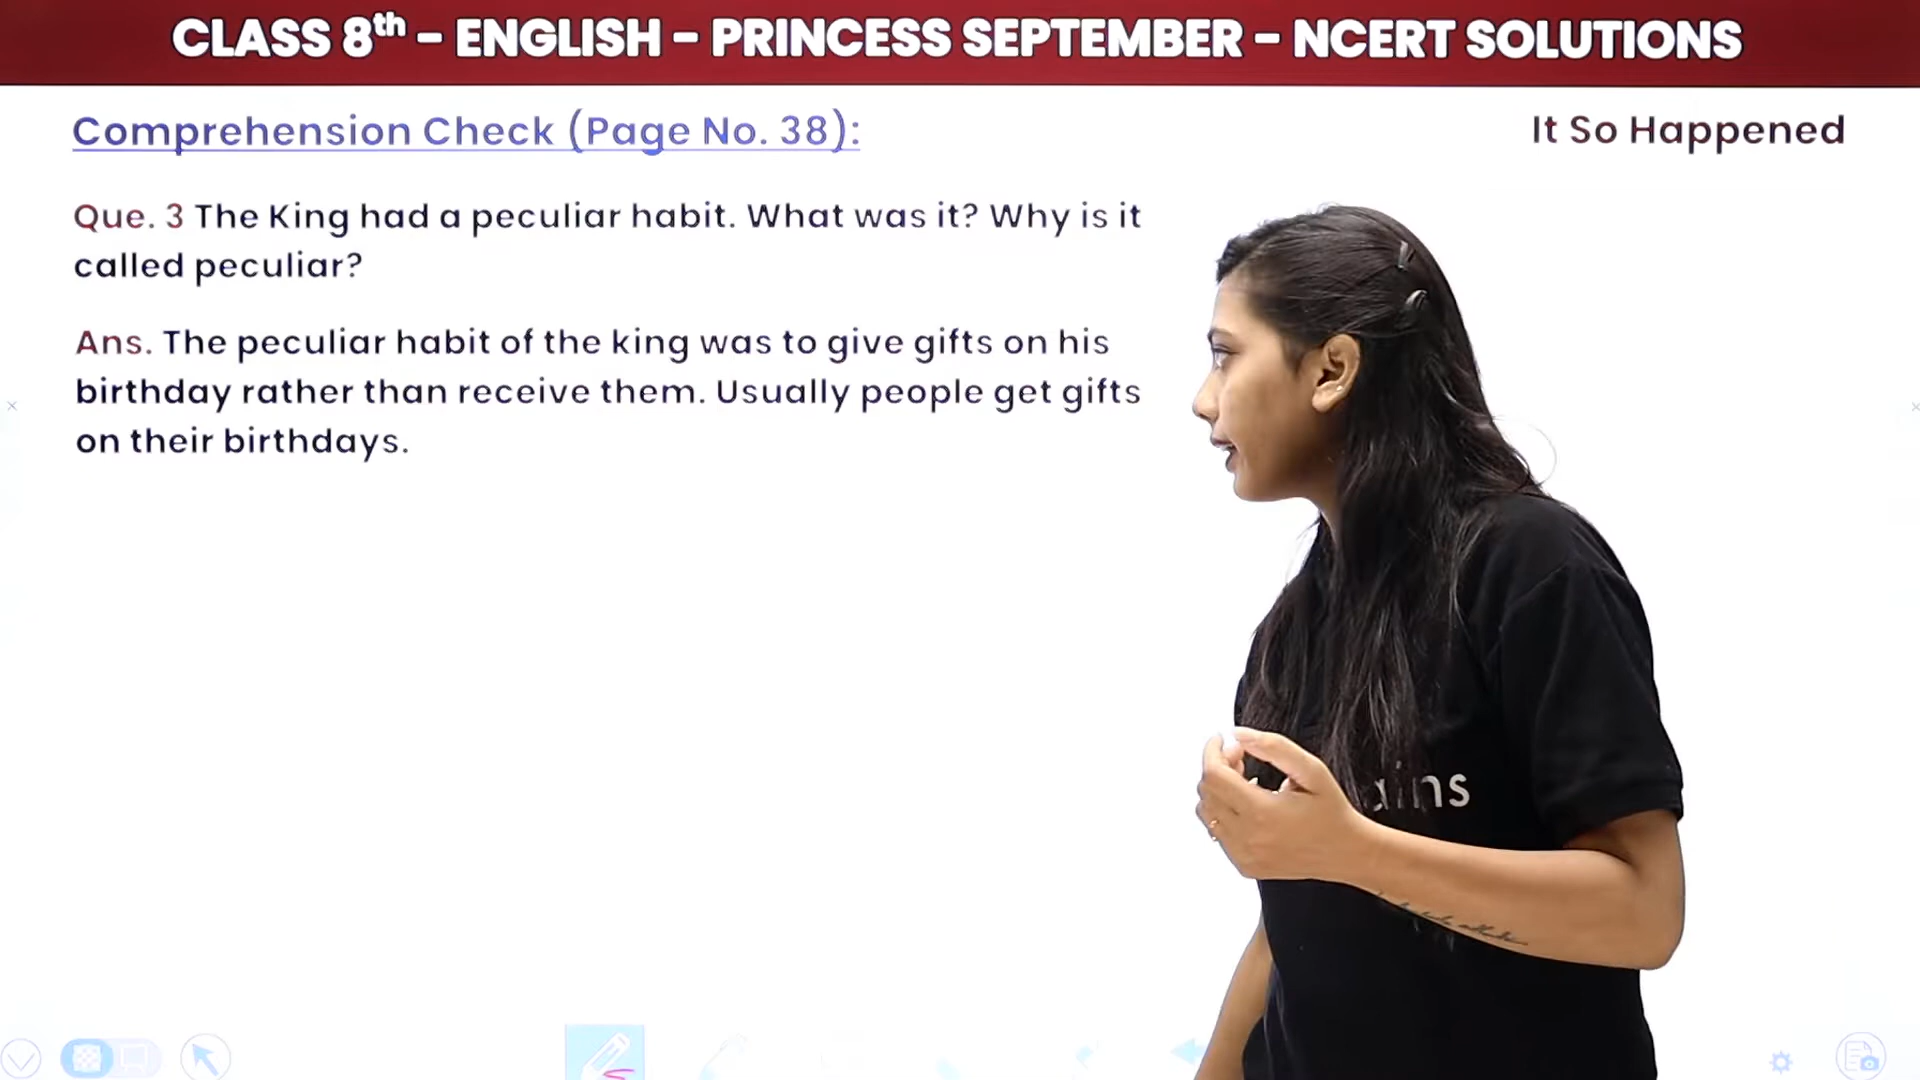 CLASS 8th - ENGLISH - PRINCESS SEPTEMBER - NCERT SOLUTIONS
Comprehension Check (Page No. 38):
It So Happened
Que. 3 The King had a peculiar habit. What was it? Why is it
called peculiar?
Ans. The peculiar habit of the king was to give gifts on his
birthday rather than receive them. Usually people get gifts
on their birthdays.